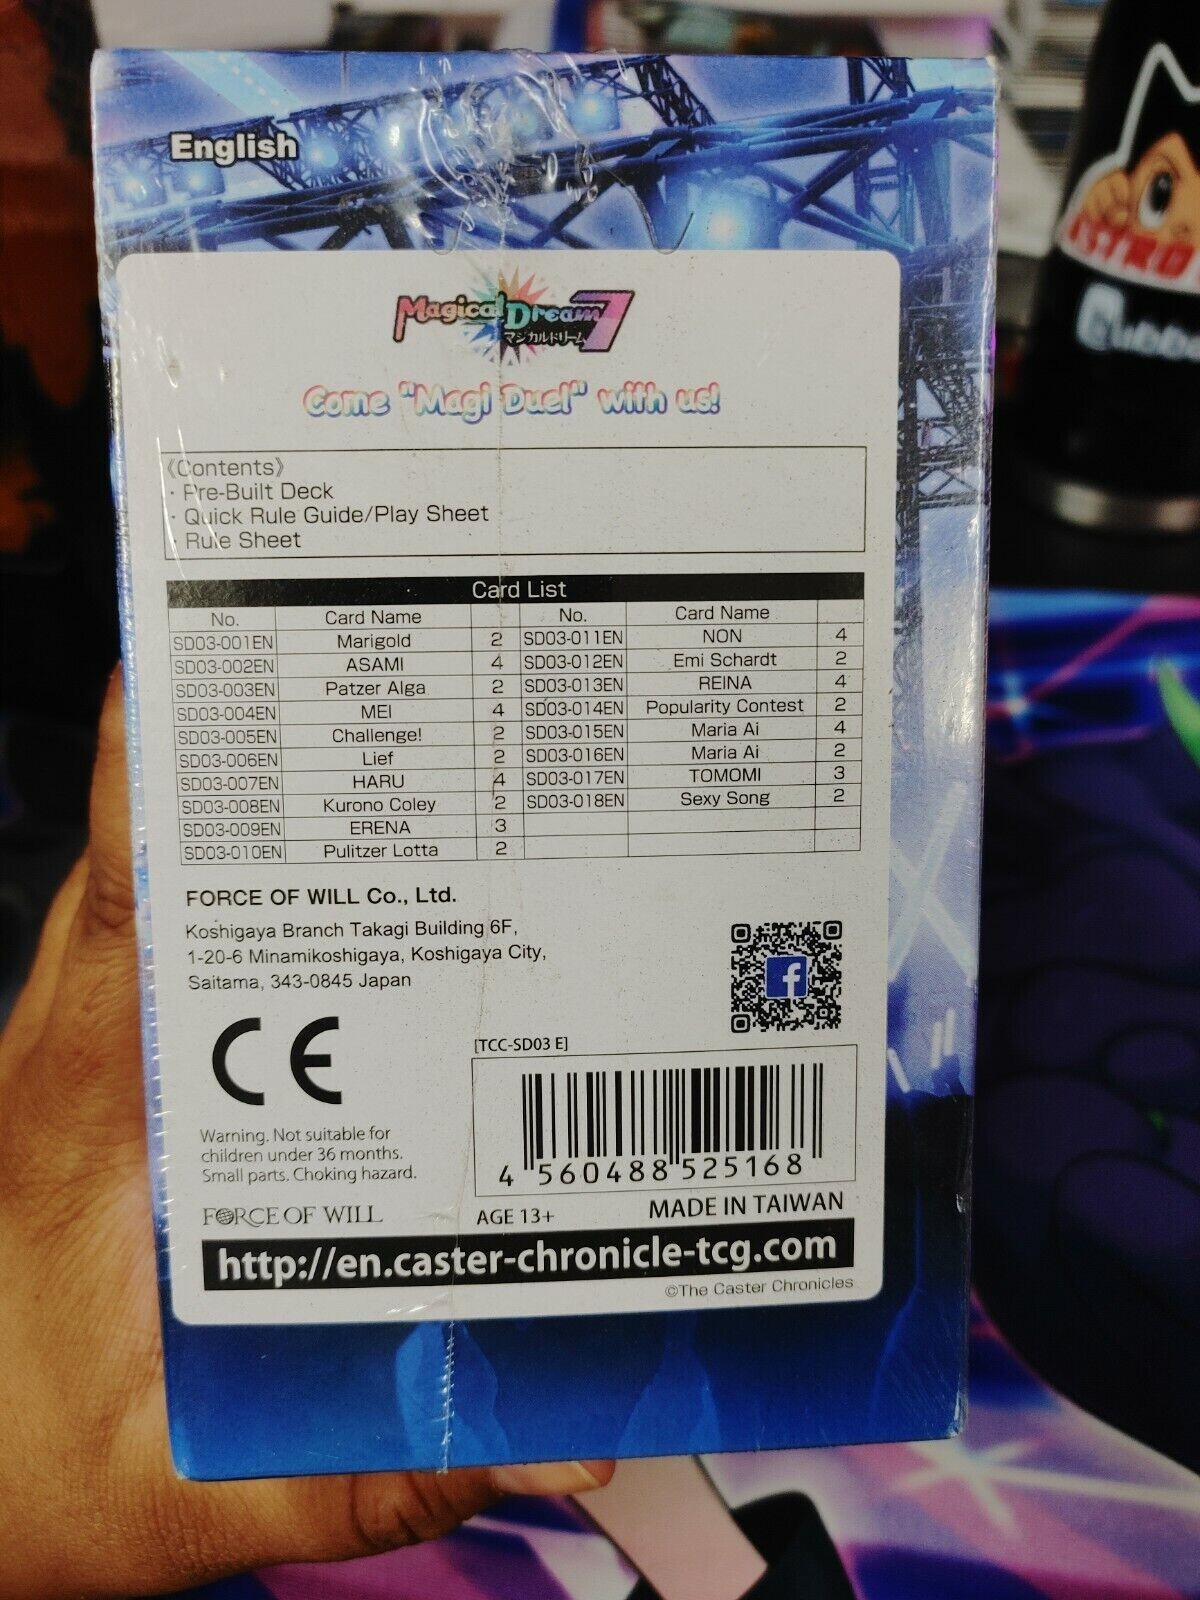 English
Magical Dream 7
マジカルドリーム
Come "Magi Duel" with us!
《Contents》
・Pre-Built Deck
・Quick Rule Guide/Play Sheet
・Rule Sheet
Card List
No. Card Name No. Card Name
SD03-001EN Marigold 2 SD03-011EN NON 4
SD03-002EN ASAMI 4 SD03-012EN Emi Schardt 2
SD03-003EN Patzer Alga 2 SD03-013EN REINA 4
SD03-004EN MEI 4 SD03-014EN Popularity Contest 2
SD03-005EN Challenge! 2 SD03-015EN Maria Ai 4
SD03-006EN Lief 2 SD03-016EN Maria Ai 2
SD03-007EN HARU 4 SD03-017EN TOMOMI 3
SD03-008EN Kurono Coley 2 SD03-018EN Sexy Song 2
SD03-009EN ERENA 3
SD03-010EN Pulitzer Lotta 2
FORCE OF WILL Co., Ltd.
Koshigaya Branch Takagi Building 6F,
1-20-6 Minamikoshigaya, Koshigaya City,
Saitama, 343-0845 Japan
f
CE
[TCC-SD03 E]
Warning. Not suitable for
children under 36 months.
Small parts. Choking hazard.
4 560488 525168
FORCE OF WILL
AGE 13+ MADE IN TAIWAN
http://en.caster-chronicle-tcg.com
©The Caster Chronicles
ASTRO